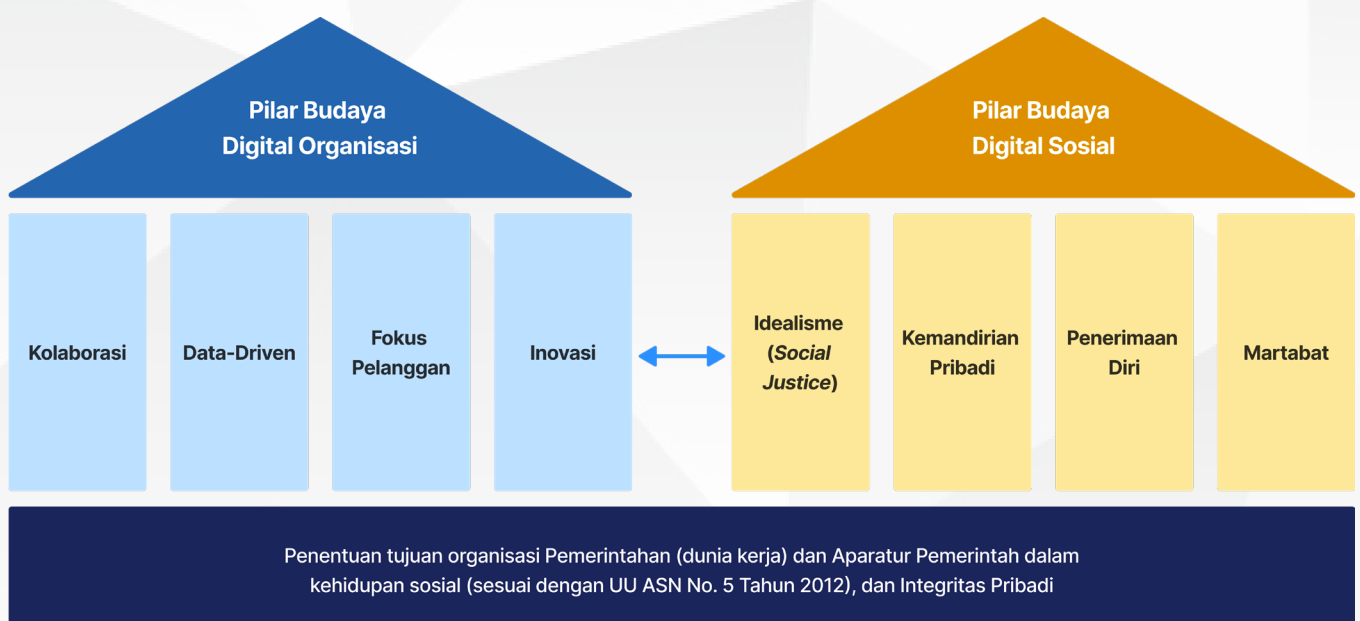 Pilar Budaya
Digital Organisasi
Pilar Budaya
Digital Sosial
Kolaborasi
Data-Driven
Fokus
Pelanggan
Inovasi
Idealisme
(Social
Justice)
Kemandirian
Pribadi
Penerimaan
Diri
Martabat
Penentuan tujuan organisasi Pemerintahan (dunia kerja) dan Aparatur Pemerintah dalam
kehidupan sosial (sesuai dengan UU ASN No. 5 Tahun 2012), dan Integritas Pribadi